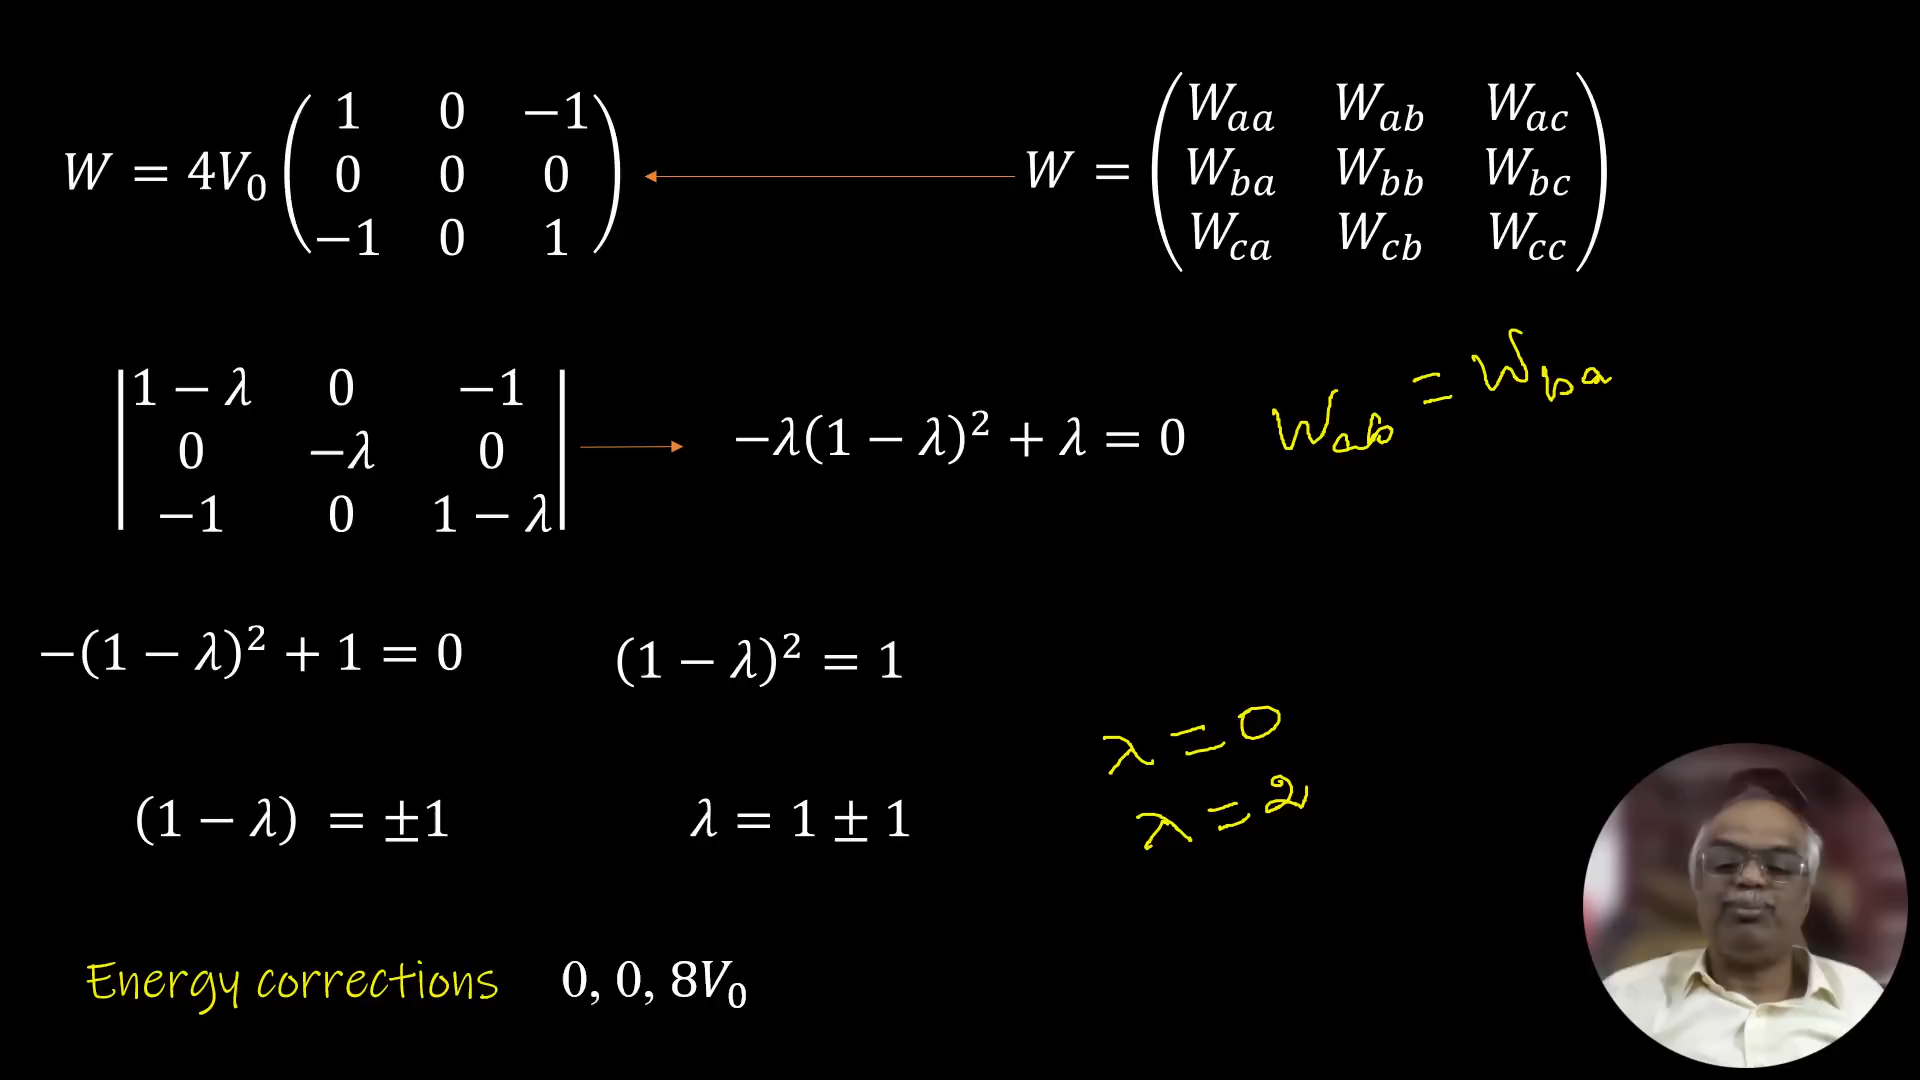 W = 4V₀ ( 1 0 −1
0 0 0
−1 0 1 )
W = ( W_aa W_ab W_ac
W_ba W_bb W_bc
W_ca W_cb W_cc )
| 1 − λ 0 −1
0 −λ 0
−1 0 1 − λ |
−λ(1 − λ)² + λ = 0
W_ab = W_ba
−(1 − λ)² + 1 = 0
(1 − λ)² = 1
λ = 0
(1 − λ) = ±1
λ = 1 ± 1
λ = 2
Energy corrections 0, 0, 8V₀